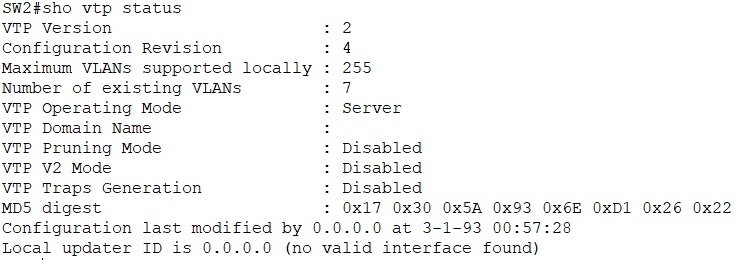 SW2#sho vtp status
VTP Version                     : 2
Configuration Revision          : 4
Maximum VLANs supported locally : 255
Number of existing VLANs        : 7
VTP Operating Mode              : Server
VTP Domain Name                 :
VTP Pruning Mode                : Disabled
VTP V2 Mode                     : Disabled
VTP Traps Generation            : Disabled
MD5 digest                      : 0x17 0x30 0x5A 0x93 0x6E 0xD1 0x26 0x22
Configuration last modified by 0.0.0.0 at 3-1-93 00:57:28
Local updater ID is 0.0.0.0 (no valid interface found)